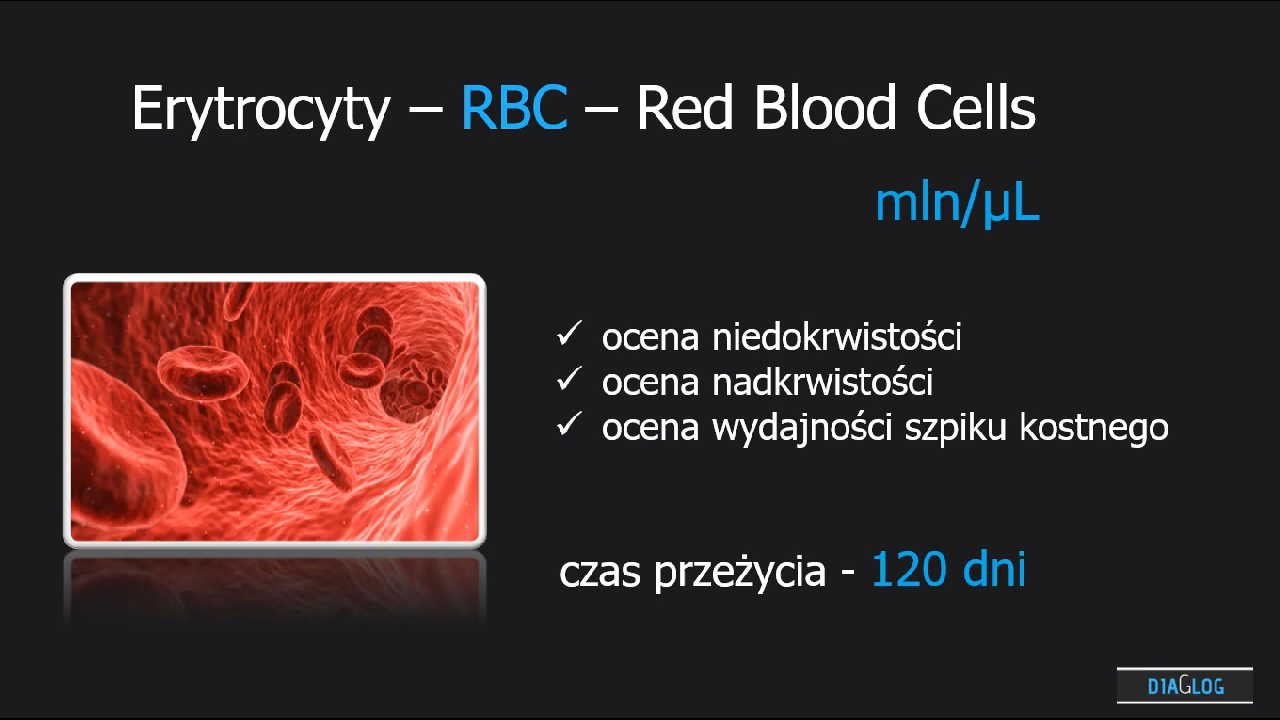 Erytrocyty – RBC – Red Blood Cells
mln/µL
✓ ocena niedokrwistości
✓ ocena nadkrwistości
✓ ocena wydajności szpiku kostnego
czas przeżycia - 120 dni
DIAGLOG